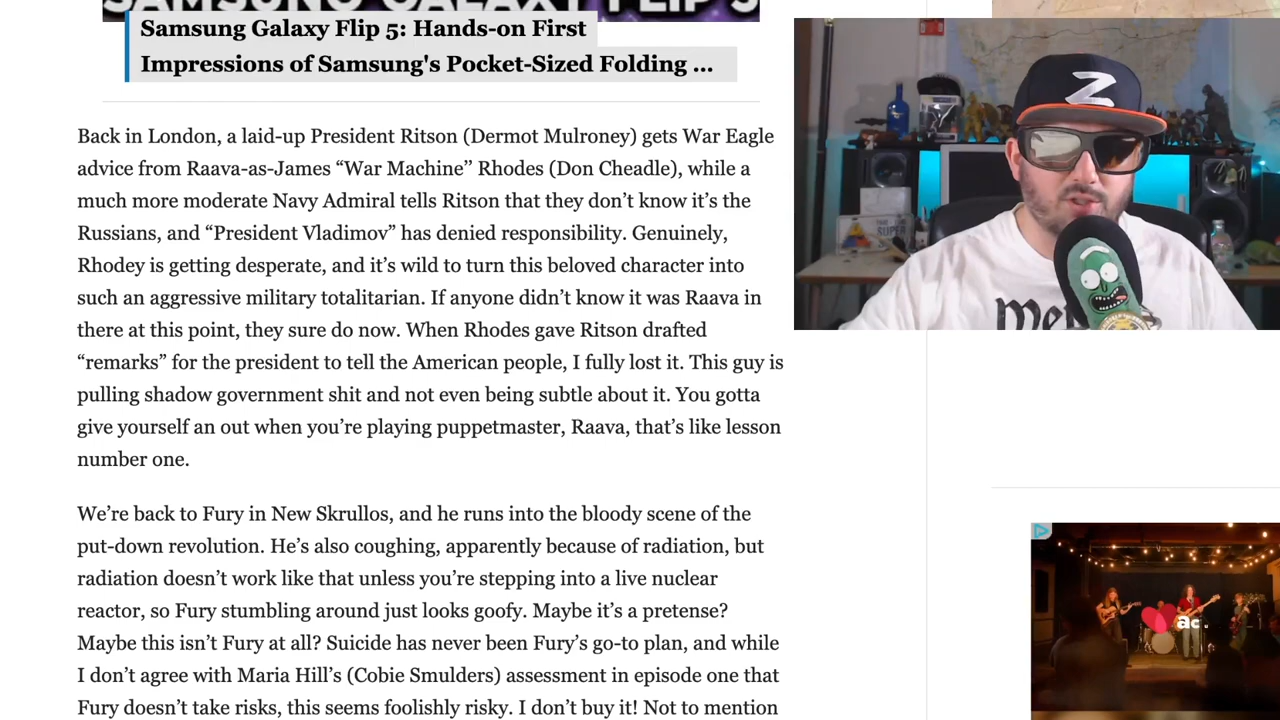 SAMSUNG GALAXY FLIP 5
Samsung Galaxy Flip 5: Hands-on First
Impressions of Samsung's Pocket-Sized Folding ...
Back in London, a laid-up President Ritson (Dermot Mulroney) gets War Eagle
advice from Raava-as-James “War Machine” Rhodes (Don Cheadle), while a
much more moderate Navy Admiral tells Ritson that they don’t know it’s the
Russians, and “President Vladimov” has denied responsibility. Genuinely,
Rhodey is getting desperate, and it’s wild to turn this beloved character into
such an aggressive military totalitarian. If anyone didn’t know it was Raava in
there at this point, they sure do now. When Rhodes gave Ritson drafted
“remarks” for the president to tell the American people, I fully lost it. This guy is
pulling shadow government shit and not even being subtle about it. You gotta
give yourself an out when you’re playing puppetmaster, Raava, that’s like lesson
number one.
We’re back to Fury in New Skrullos, and he runs into the bloody scene of the
put-down revolution. He’s also coughing, apparently because of radiation, but
radiation doesn’t work like that unless you’re stepping into a live nuclear
reactor, so Fury stumbling around just looks goofy. Maybe it’s a pretense?
Maybe this isn’t Fury at all? Suicide has never been Fury’s go-to plan, and while
I don’t agree with Maria Hill’s (Cobie Smulders) assessment in episode one that
Fury doesn’t take risks, this seems foolishly risky. I don’t buy it! Not to mention
Z
SUPER
ac